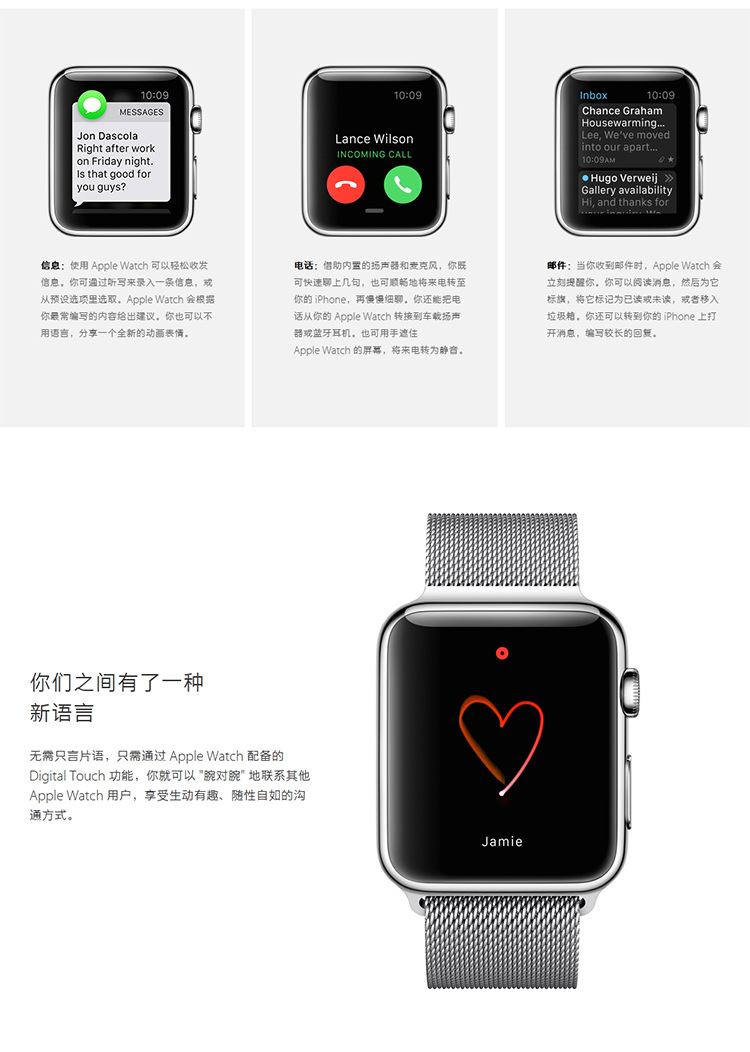 10:09
MESSAGES
Jon Dascola
Right after work
on Friday night.
Is that good for
you guys?
信息：使用 Apple Watch 可以轻松收发
信息。你可通过听写来录入一条信息，或
从预设选项里选取。Apple Watch 会根据
你最常编写的内容给出建议。你也可以不
用语言，分享一个全新的动画表情。
10:09
Lance Wilson
INCOMING CALL
电话：借助内置的扬声器和麦克风，你既
可快速聊上几句，也可顺畅地将来电转至
你的 iPhone，再慢慢细聊。你还能把电
话从你的 Apple Watch 转接到车载扬声
器或蓝牙耳机。也可用手遮住
Apple Watch 的屏幕，将来电转为静音。
Inbox 10:09
Chance Graham
Housewarming...
Lee, We've moved
into our apart...
10:09AM
Hugo Verweij
Gallery availability
Hi, and thanks for
your inquiry. We
邮件：当你收到邮件时，Apple Watch 会
立刻提醒你。你可以阅读消息，然后为它
标旗，将它标记为已读或未读，或者移入
垃圾箱。你还可以转到你的 iPhone 上打
开消息，编写较长的回复。
你们之间有了一种
新语言
无需只言片语，只需通过 Apple Watch 配备的
Digital Touch 功能，你就可以 "腕对腕" 地联系其他
Apple Watch 用户，享受生动有趣、随性自如的沟
通方式。
Jamie